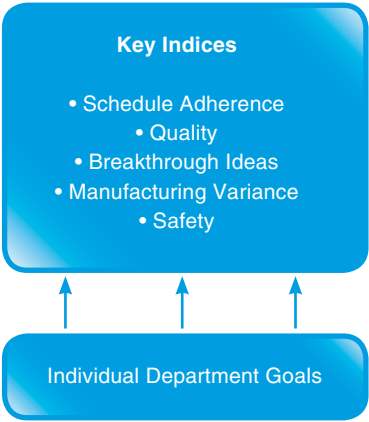 Key Indices
• Schedule Adherence
• Quality
• Breakthrough Ideas
• Manufacturing Variance
• Safety
Individual Department Goals